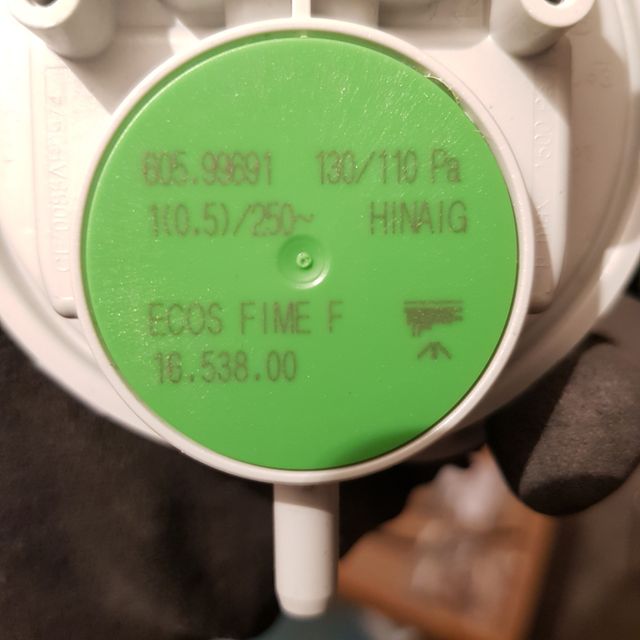 605.99691 130/110 Pa
1(0.5)/250~ HINAIG
ECOS FIME F
16.538.00